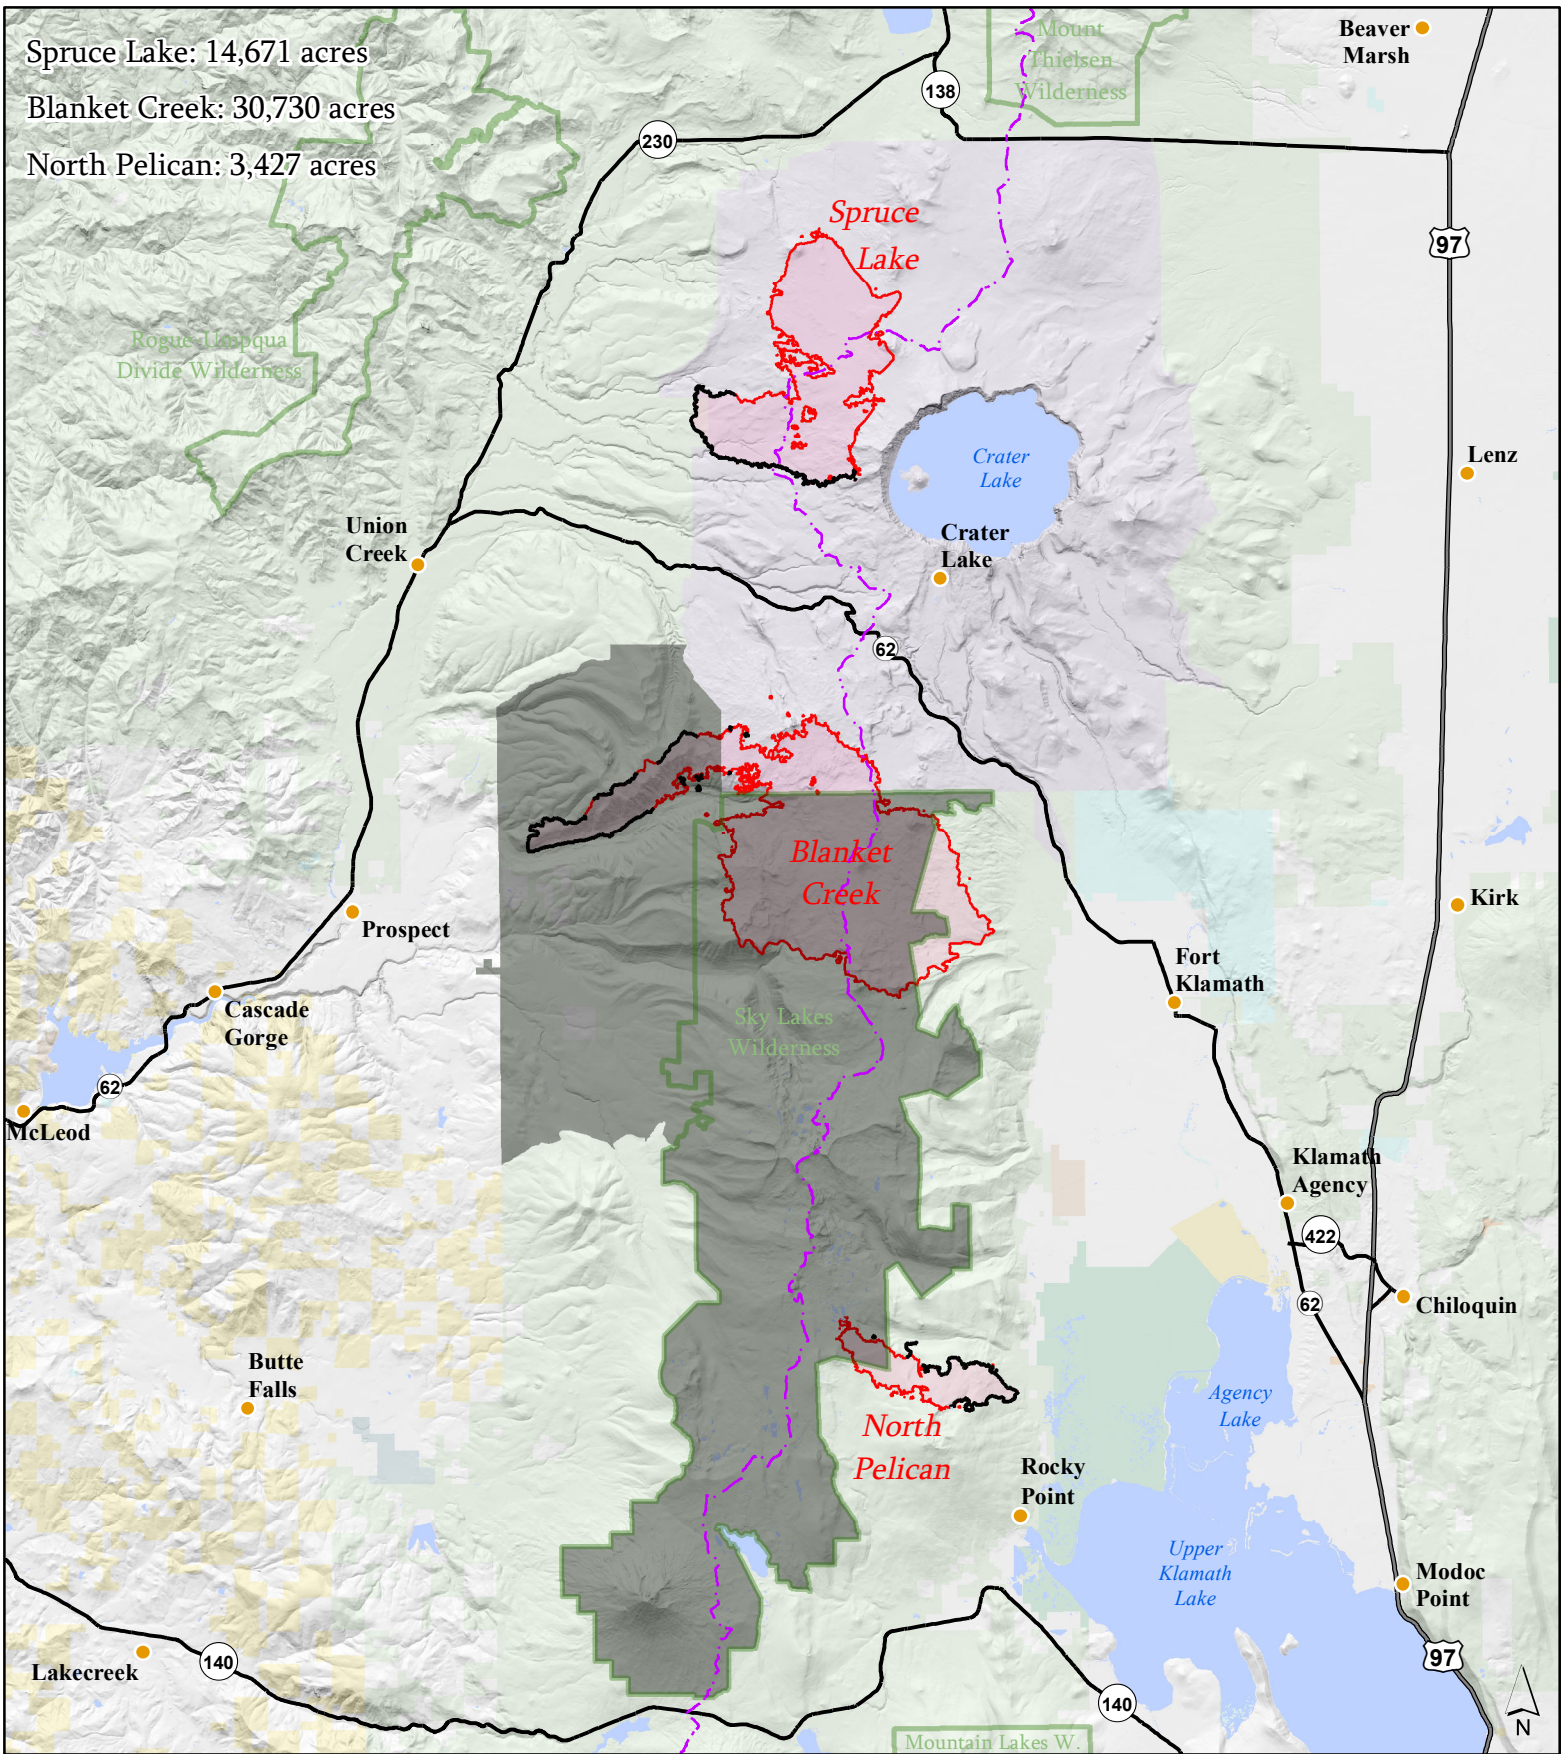 Spruce Lake: 14,671 acres
Blanket Creek: 30,730 acres
North Pelican: 3,427 acres
Beaver
Marsh
Mount
Thielsen
Wilderness
138
230
97
Spruce
Lake
Rogue-Umpqua
Divide Wilderness
Crater
Lake
Lenz
Union
Creek
Crater
Lake
62
Blanket
Creek
Kirk
Prospect
Fort
Klamath
Cascade
Gorge
Sky Lakes
Wilderness
62
McLeod
Klamath
Agency
422
62
Chiloquin
Butte
Falls
Agency
Lake
North
Pelican
Rocky
Point
Upper
Klamath
Lake
Modoc
Point
Lakecreek
140
97
140
N
Mountain Lakes W.